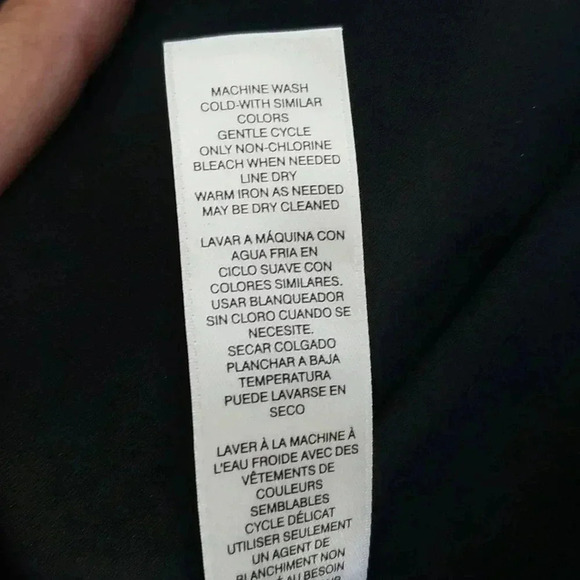 MACHINE WASH
COLD-WITH SIMILAR
COLORS
GENTLE CYCLE
ONLY NON-CHLORINE
BLEACH WHEN NEEDED
LINE DRY
WARM IRON AS NEEDED
MAY BE DRY CLEANED
LAVAR A MÁQUINA CON
AGUA FRIA EN
CICLO SUAVE CON
COLORES SIMILARES.
USAR BLANQUEADOR
SIN CLORO CUANDO SE
NECESITE.
SECAR COLGADO
PLANCHAR A BAJA
TEMPERATURA
PUEDE LAVARSE EN
SECO
LAVER À LA MACHINE À
L'EAU FROIDE AVEC DES
VÊTEMENTS DE
COULEURS
SEMBLABLES
CYCLE DÉLICAT
UTILISER SEULEMENT
UN AGENT DE
BLANCHIMENT NON
AU BESOIN